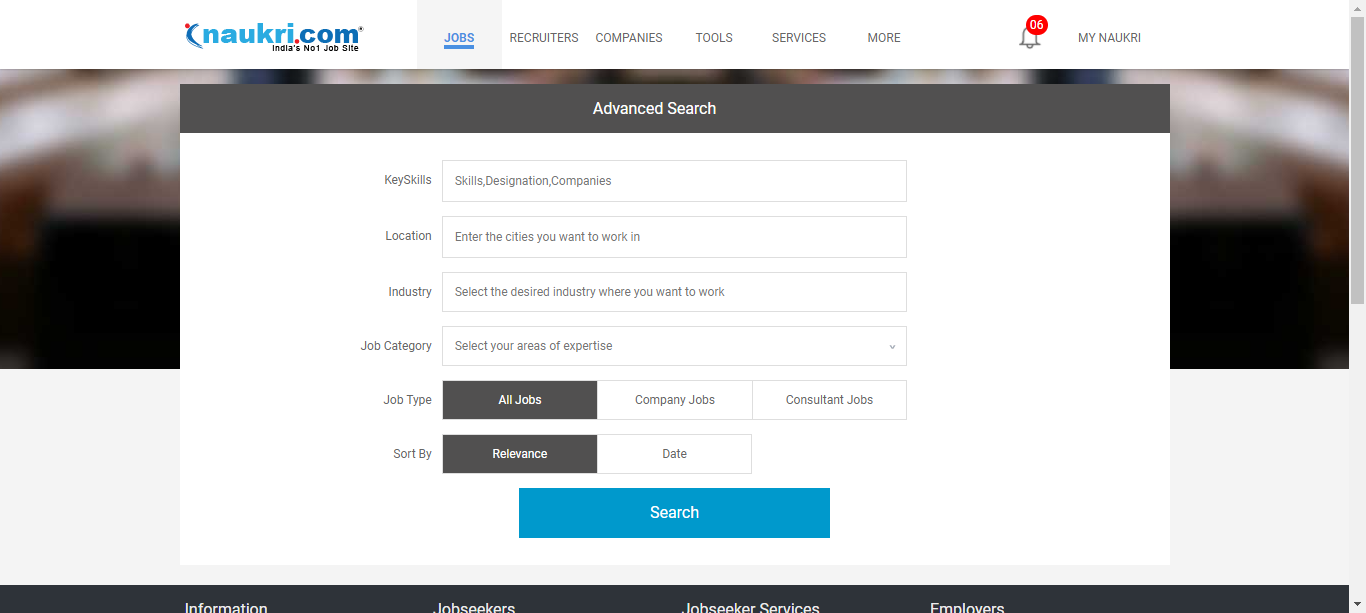 naukri.com
India's No1 Job Site
JOBS RECRUITERS COMPANIES TOOLS SERVICES MORE 06 MY NAUKRI
Advanced Search
KeySkills Skills,Designation,Companies
Location Enter the cities you want to work in
Industry Select the desired industry where you want to work
Job Category Select your areas of expertise
Job Type All Jobs Company Jobs Consultant Jobs
Sort By Relevance Date
Search
Information Jobseekers Jobseeker Services Employers